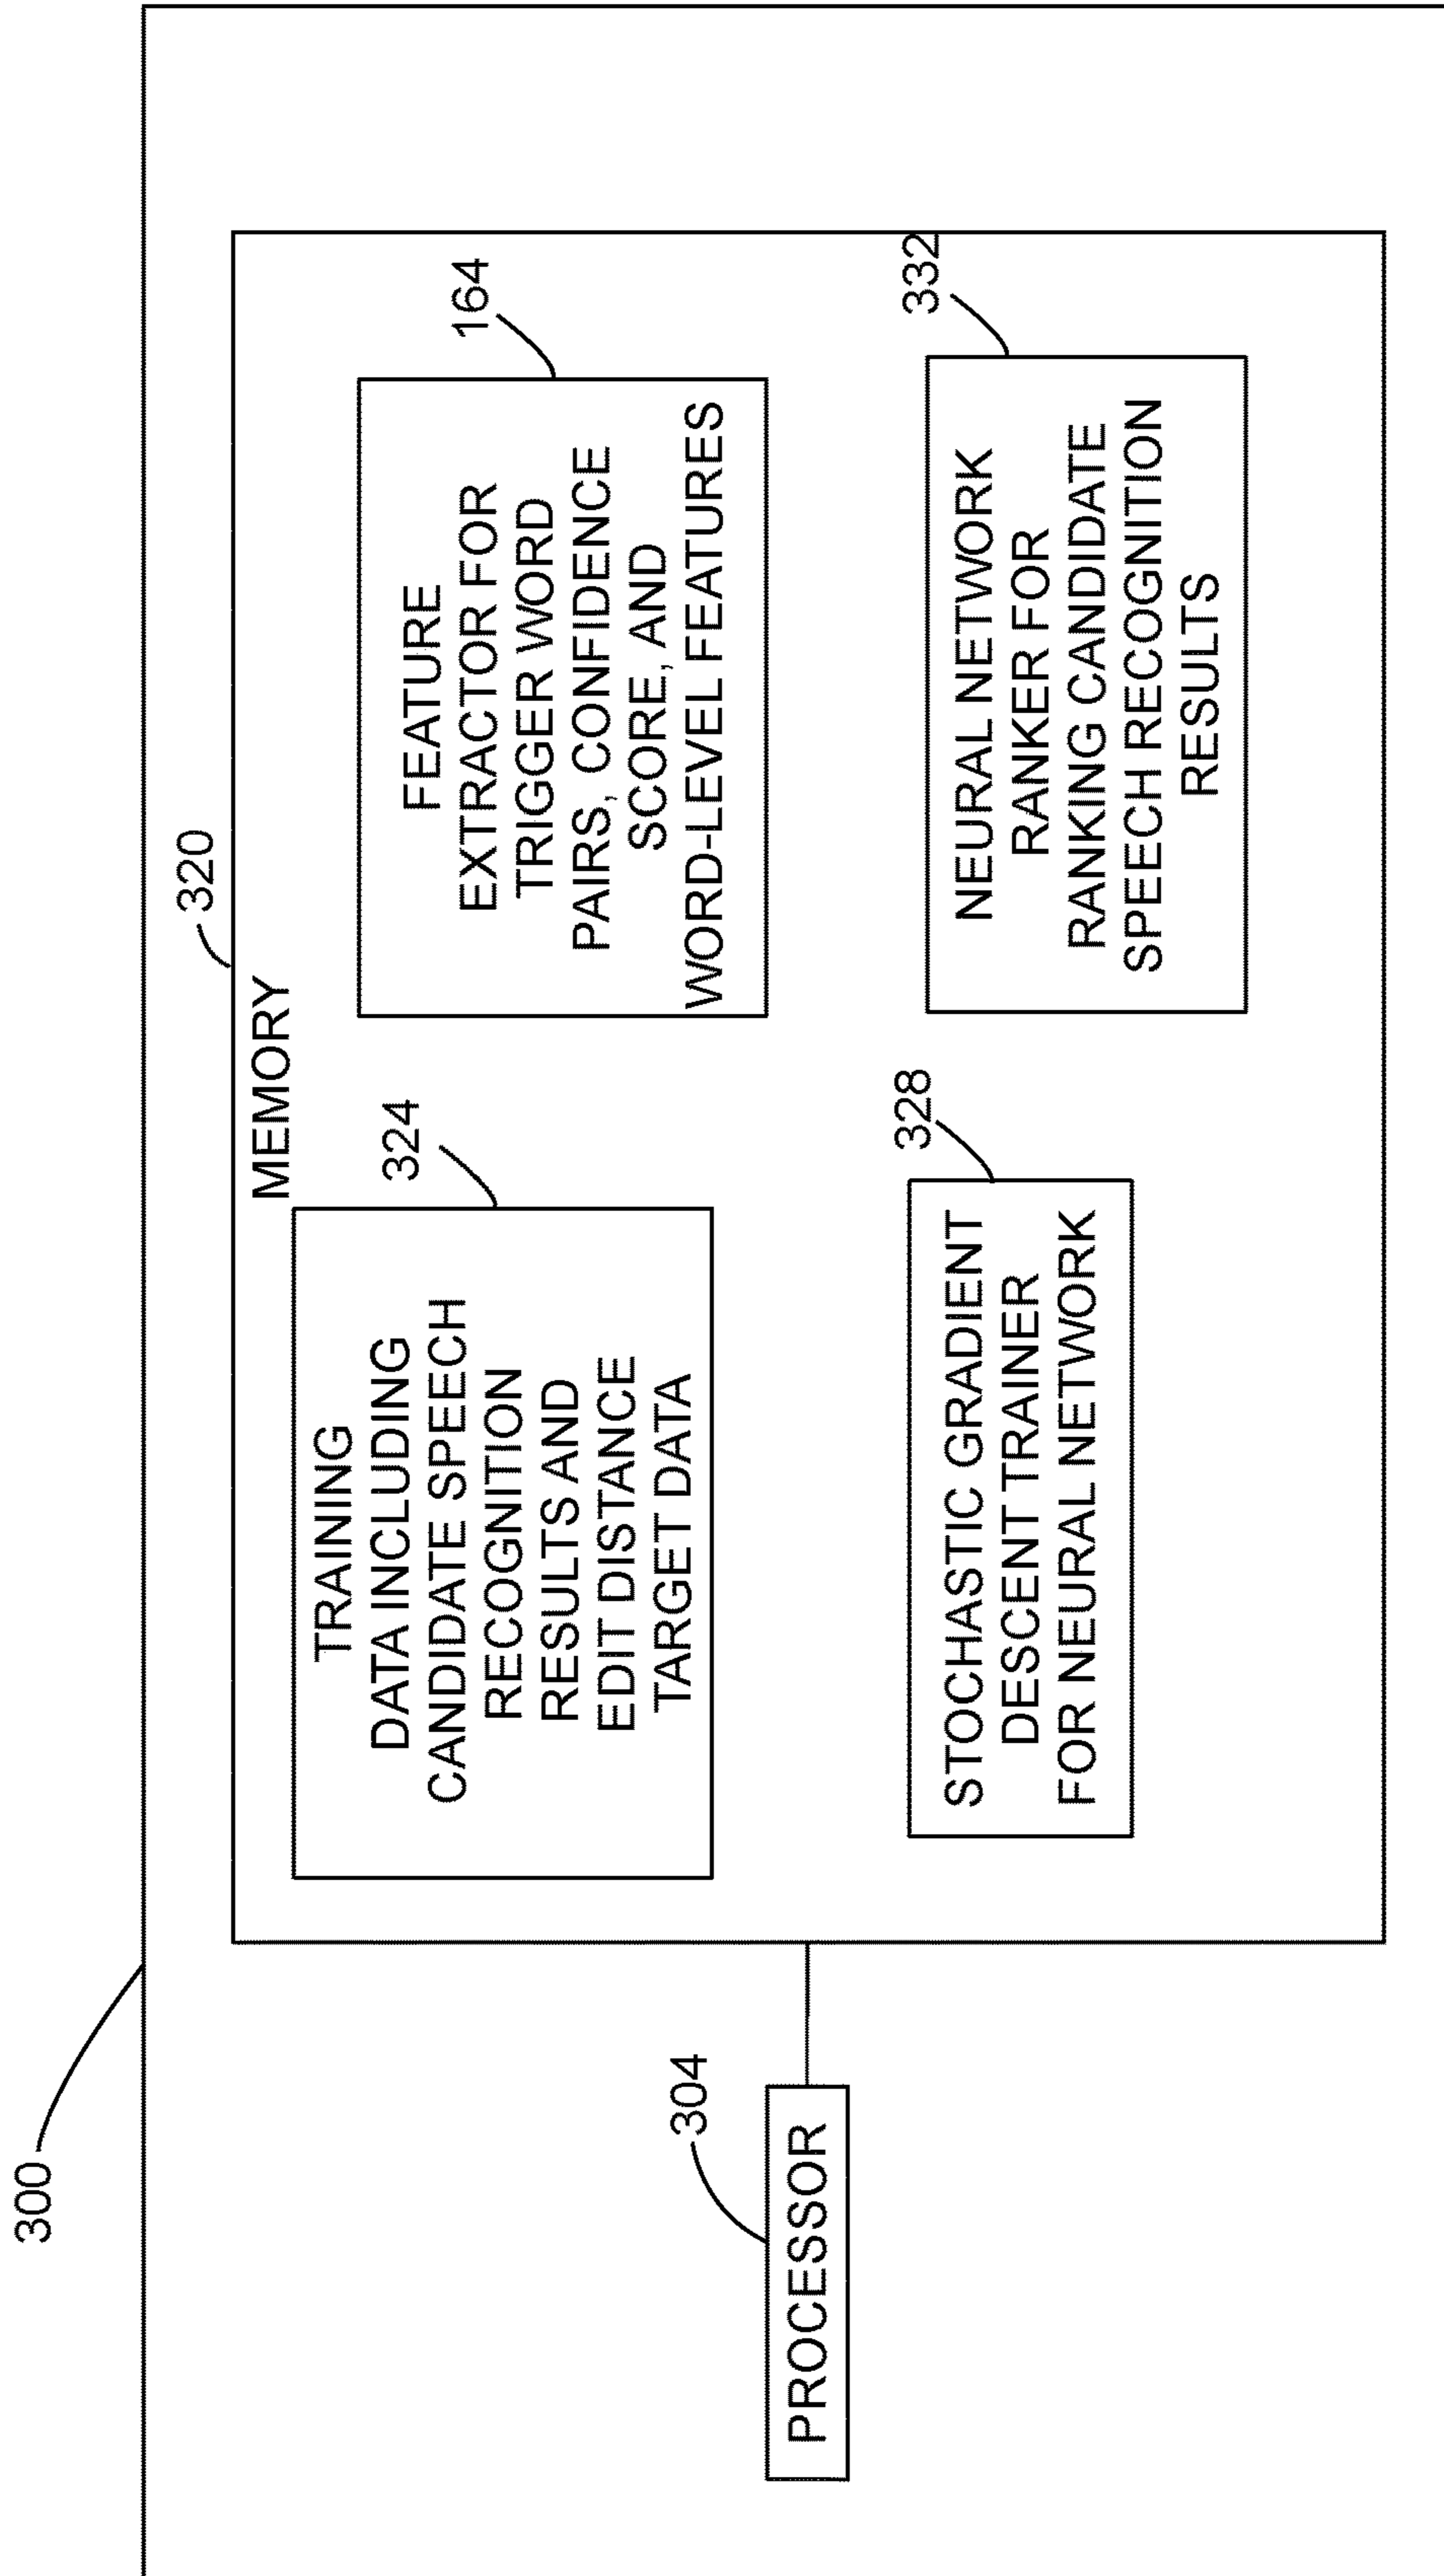 300
320
MEMORY
324
TRAINING
DATA INCLUDING
CANDIDATE SPEECH
RECOGNITION
RESULTS AND
EDIT DISTANCE
TARGET DATA
164
FEATURE
EXTRACTOR FOR
TRIGGER WORD
PAIRS, CONFIDENCE
SCORE, AND
WORD-LEVEL FEATURES
304
PROCESSOR
328
STOCHASTIC GRADIENT
DESCENT TRAINER
FOR NEURAL NETWORK
332
NEURAL NETWORK
RANKER FOR
RANKING CANDIDATE
SPEECH RECOGNITION
RESULTS